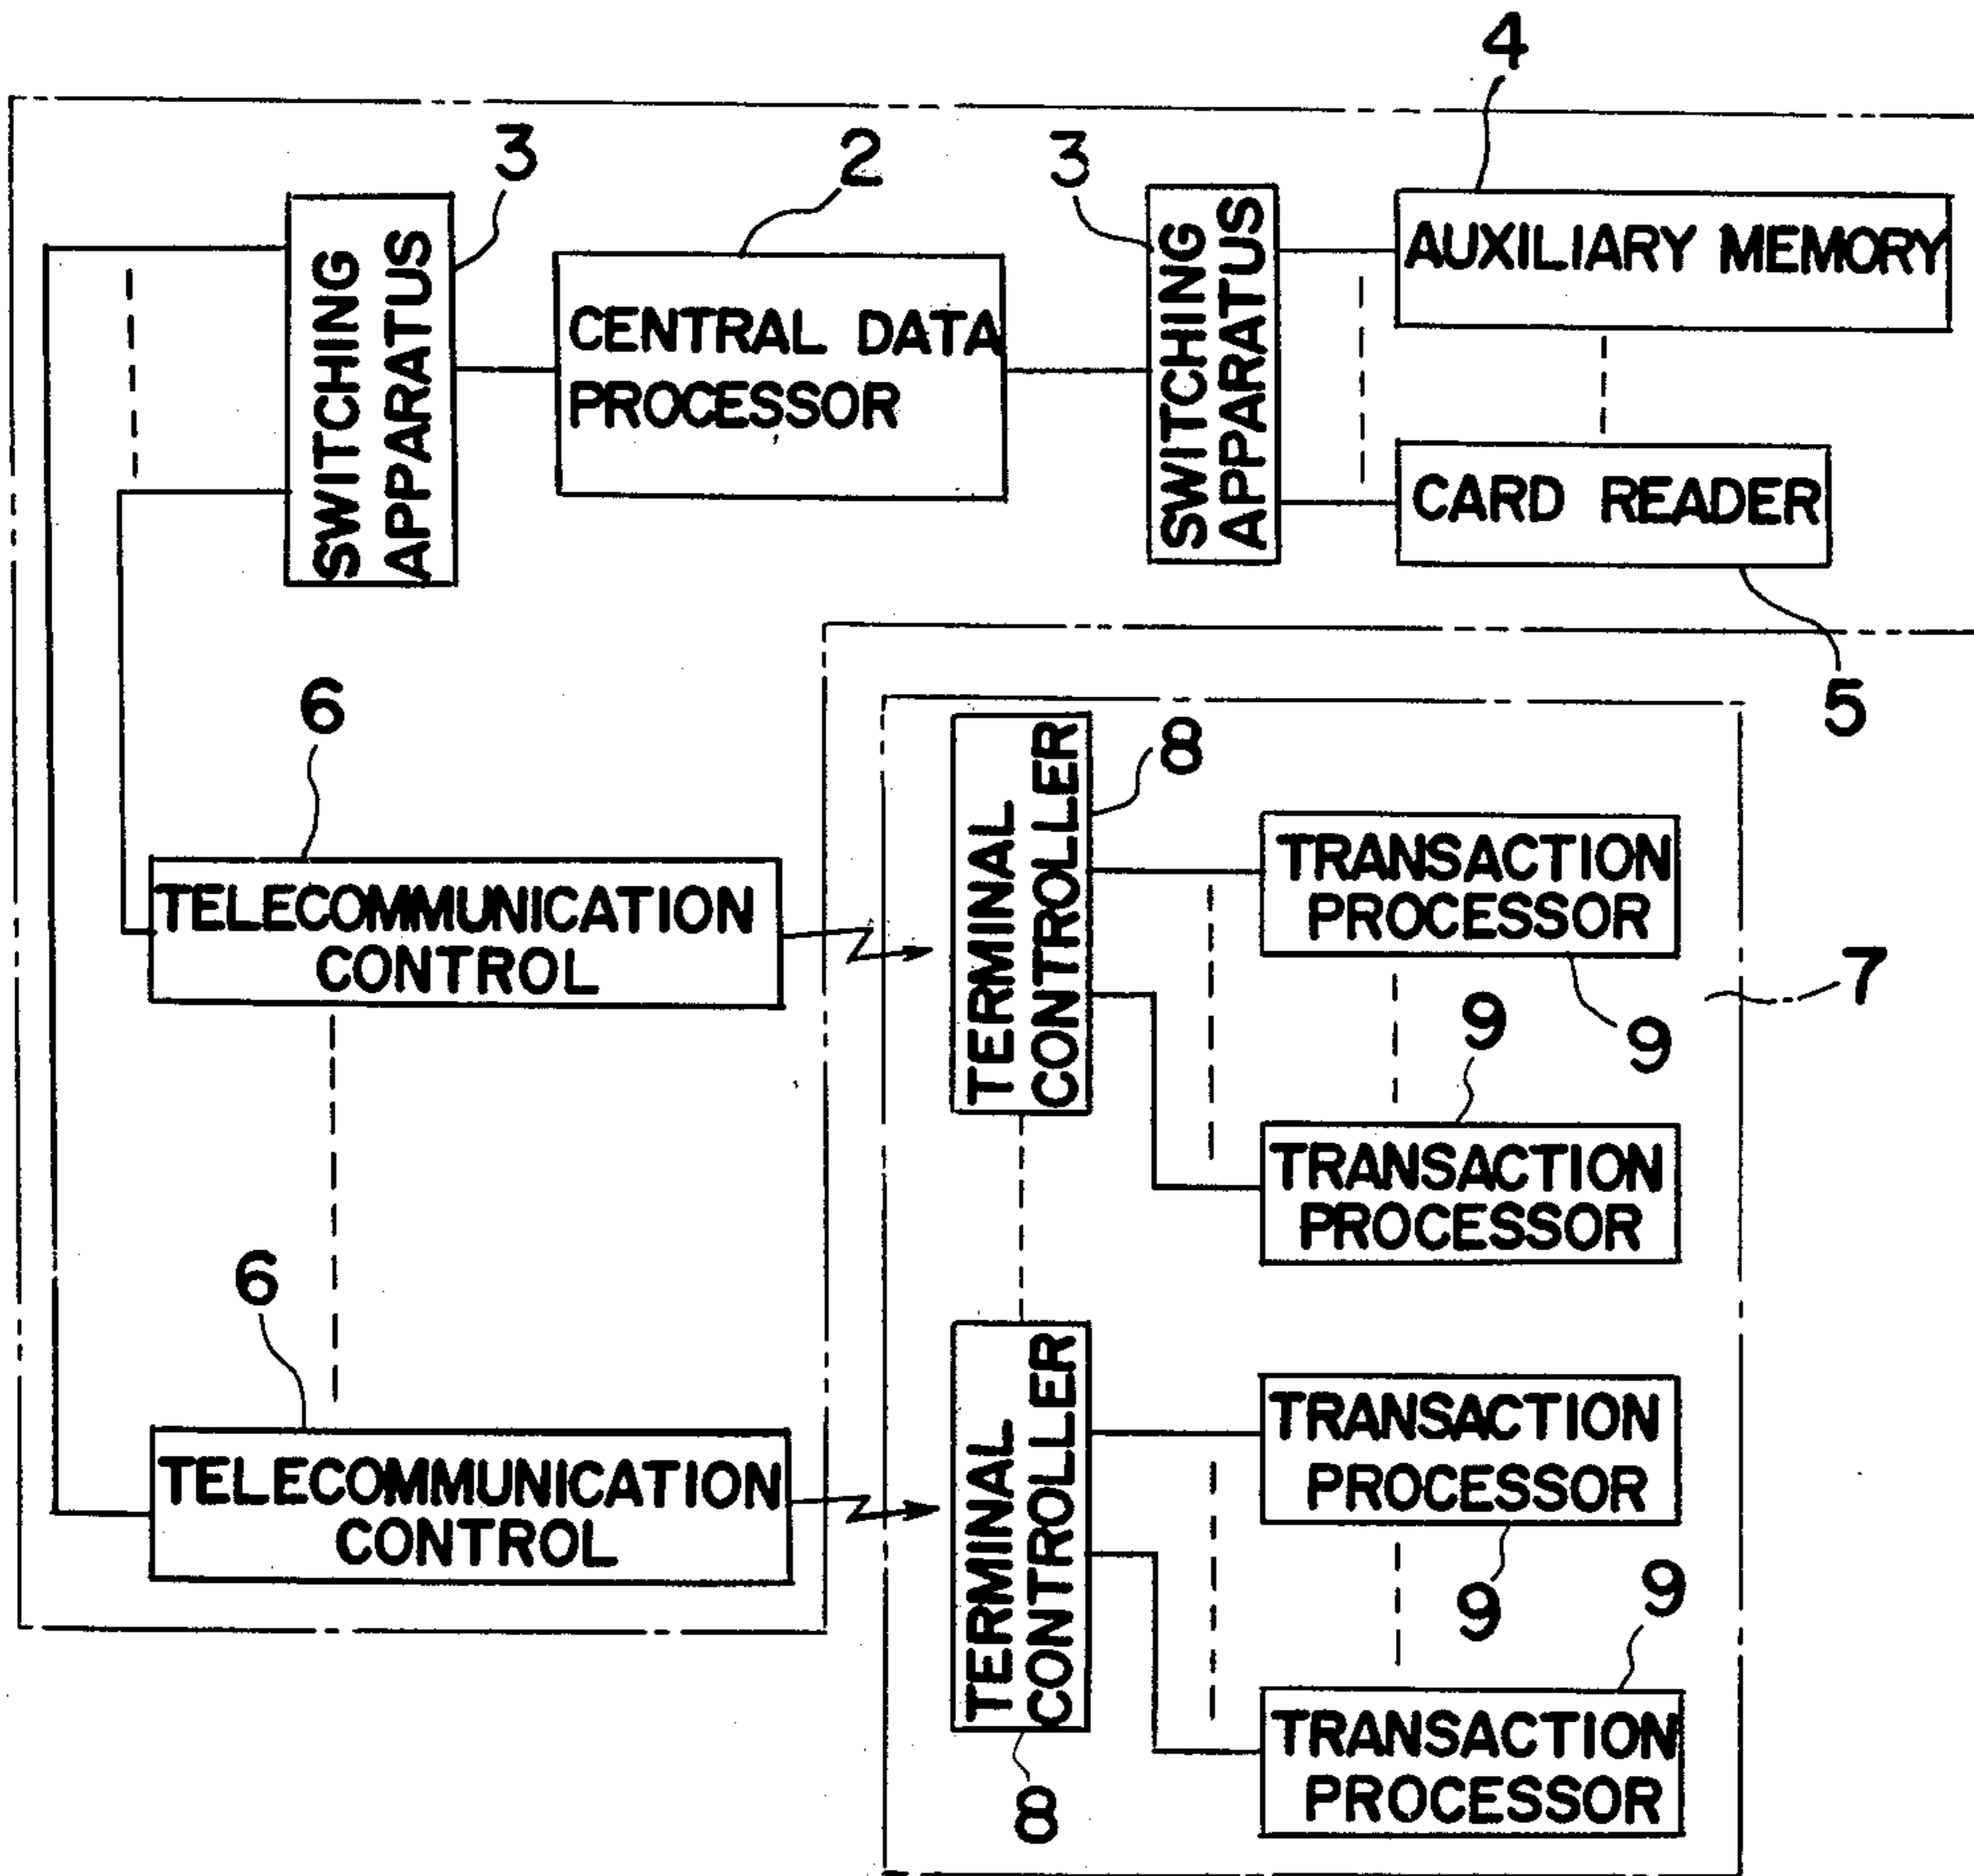 4
3
2
3
SWITCHING
APPARATUS
CENTRAL DATA
PROCESSOR
SWITCHING
APPARATUS
AUXILIARY MEMORY
CARD READER
5
6
TELECOMMUNICATION
CONTROL
8
TERMINAL
CONTROLLER
TRANSACTION
PROCESSOR
7
9
9
TRANSACTION
PROCESSOR
6
TELECOMMUNICATION
CONTROL
TERMINAL
CONTROLLER
8
TRANSACTION
PROCESSOR
9
9
TRANSACTION
PROCESSOR